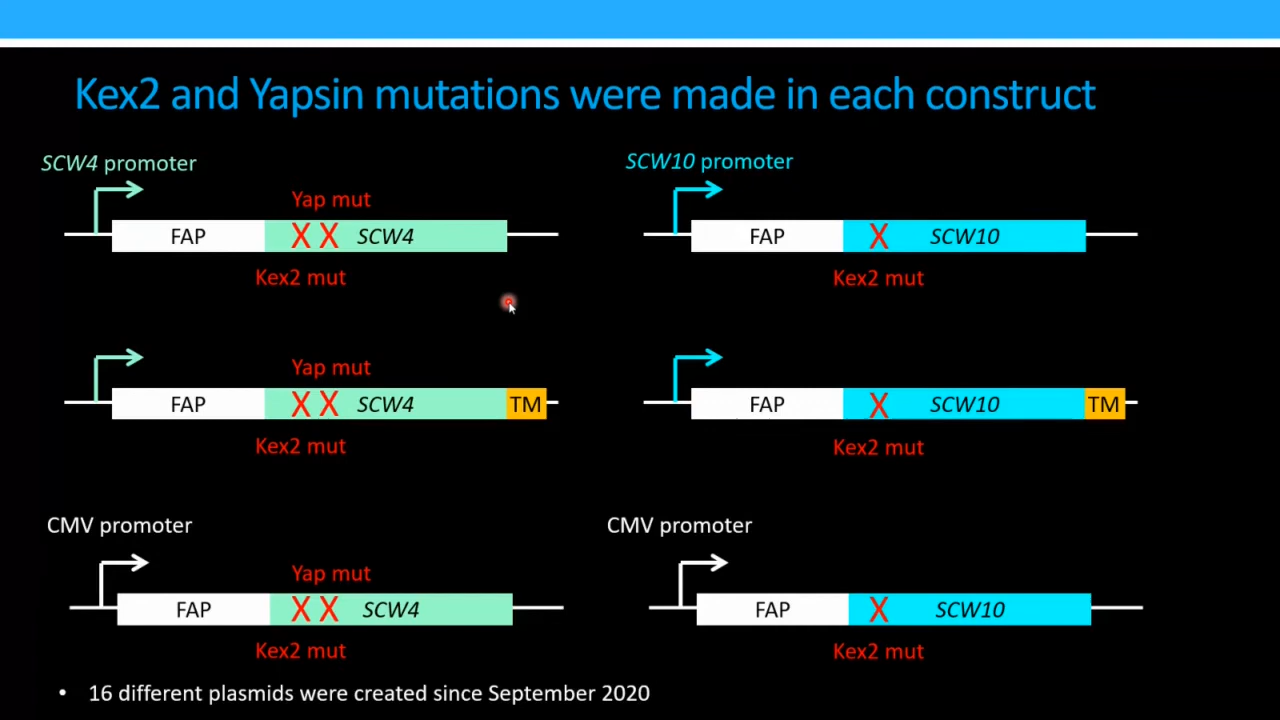 Kex2 and Yapsin mutations were made in each construct
SCW4 promoter
SCW10 promoter
Yap mut
FAP
X X
SCW4
FAP
X
SCW10
Kex2 mut
Kex2 mut
Yap mut
FAP
X X
SCW4
TM
FAP
X
SCW10
TM
Kex2 mut
Kex2 mut
CMV promoter
CMV promoter
Yap mut
FAP
X X
SCW4
FAP
X
SCW10
Kex2 mut
Kex2 mut
• 16 different plasmids were created since September 2020